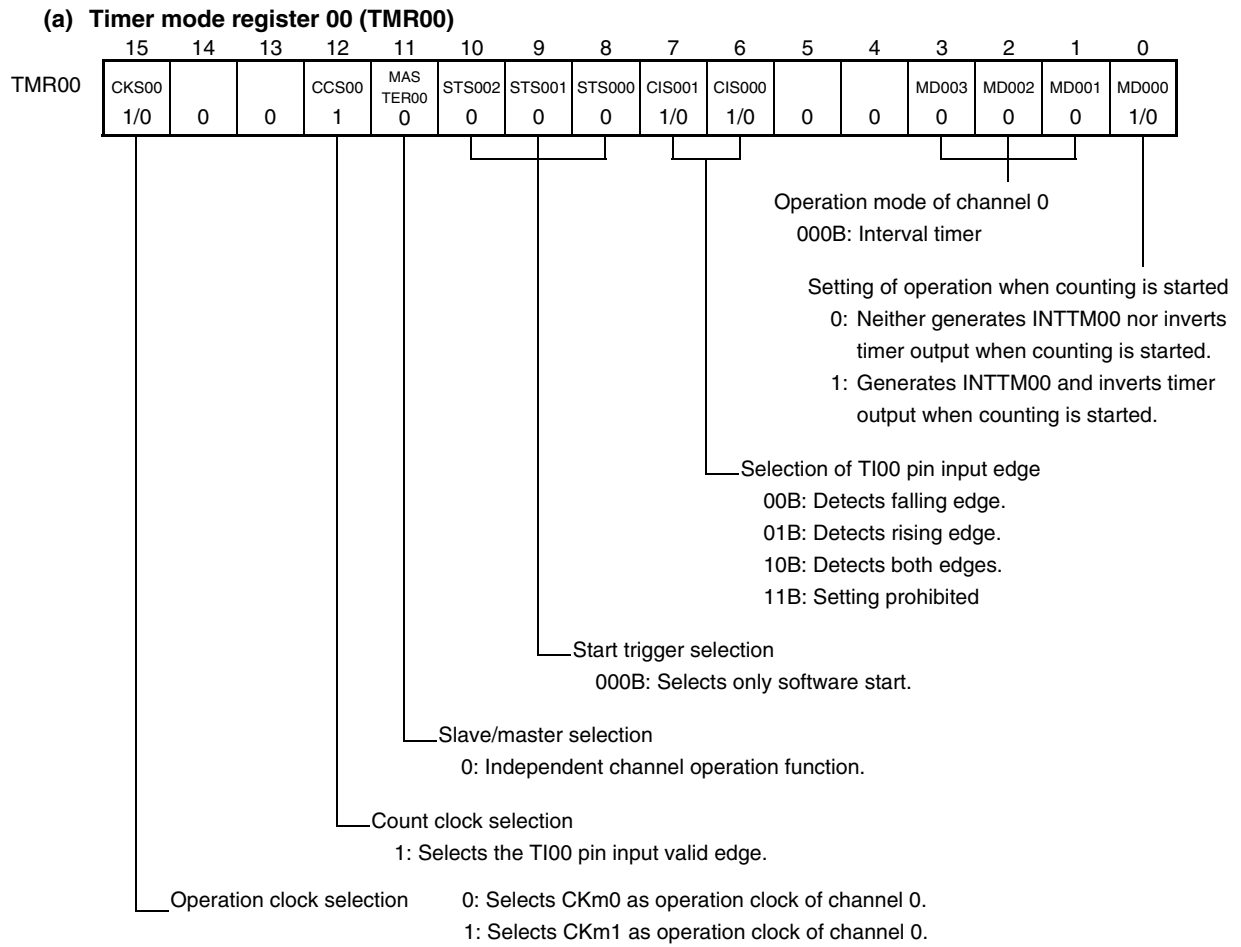 (a) Timer mode register 00 (TMR00)
15 14 13 12 11 10 9 8 7 6 5 4 3 2 1 0
TMR00 CKS00 CCS00 MAS TER00 STS002 STS001 STS000 CIS001 CIS000 MD003 MD002 MD001 MD000
1/0 0 0 1 0 0 0 0 1/0 1/0 0 0 0 0 0 1/0
Operation mode of channel 0
000B: Interval timer
Setting of operation when counting is started
0: Neither generates INTTM00 nor inverts
timer output when counting is started.
1: Generates INTTM00 and inverts timer
output when counting is started.
Selection of TI00 pin input edge
00B: Detects falling edge.
01B: Detects rising edge.
10B: Detects both edges.
11B: Setting prohibited
Start trigger selection
000B: Selects only software start.
Slave/master selection
0: Independent channel operation function.
Count clock selection
1: Selects the TI00 pin input valid edge.
Operation clock selection 0: Selects CKm0 as operation clock of channel 0.
1: Selects CKm1 as operation clock of channel 0.